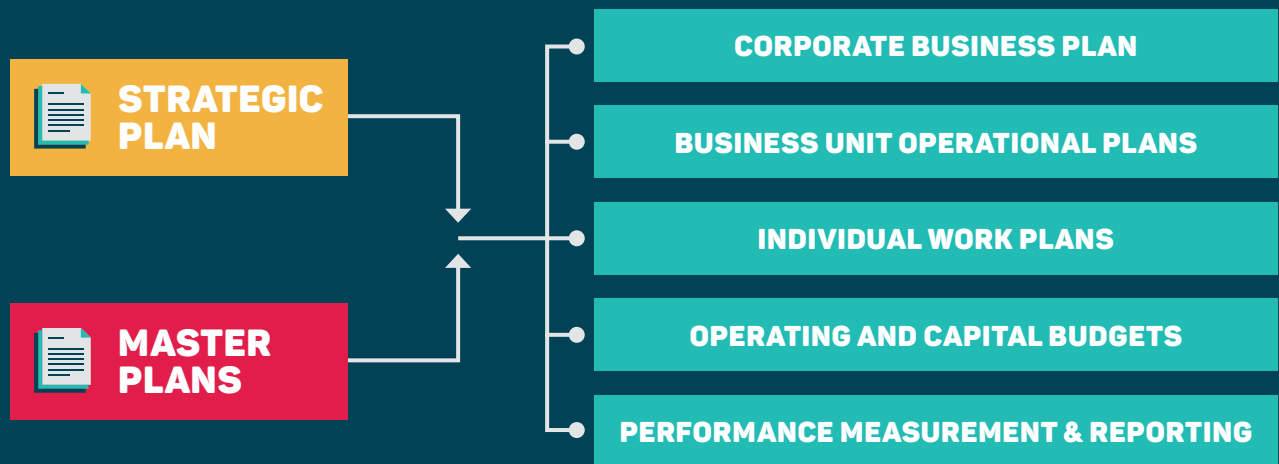 STRATEGIC
PLAN
MASTER
PLANS
CORPORATE BUSINESS PLAN
BUSINESS UNIT OPERATIONAL PLANS
INDIVIDUAL WORK PLANS
OPERATING AND CAPITAL BUDGETS
PERFORMANCE MEASUREMENT & REPORTING